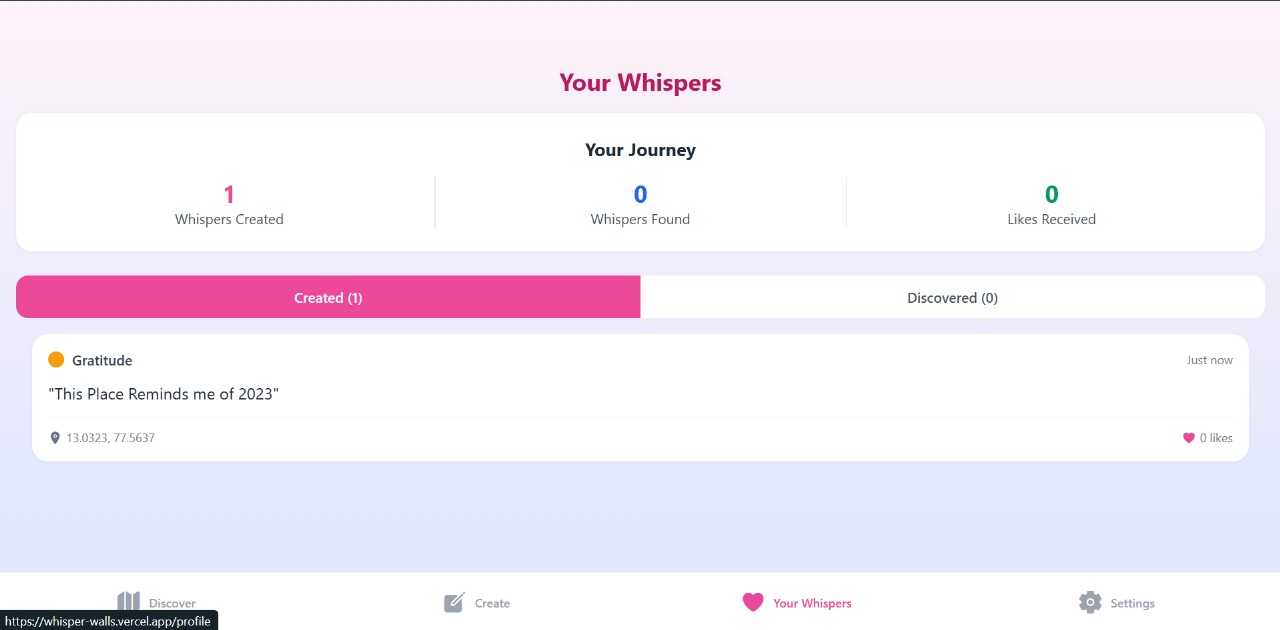 Your Whispers
Your Journey
1
Whispers Created
0
Whispers Found
0
Likes Received
Created (1)
Discovered (0)
Gratitude
Just now
"This Place Reminds me of 2023"
13.0323, 77.5637
0 likes
Discover
Create
Your Whispers
Settings
https://whisper-walls.vercel.app/profile